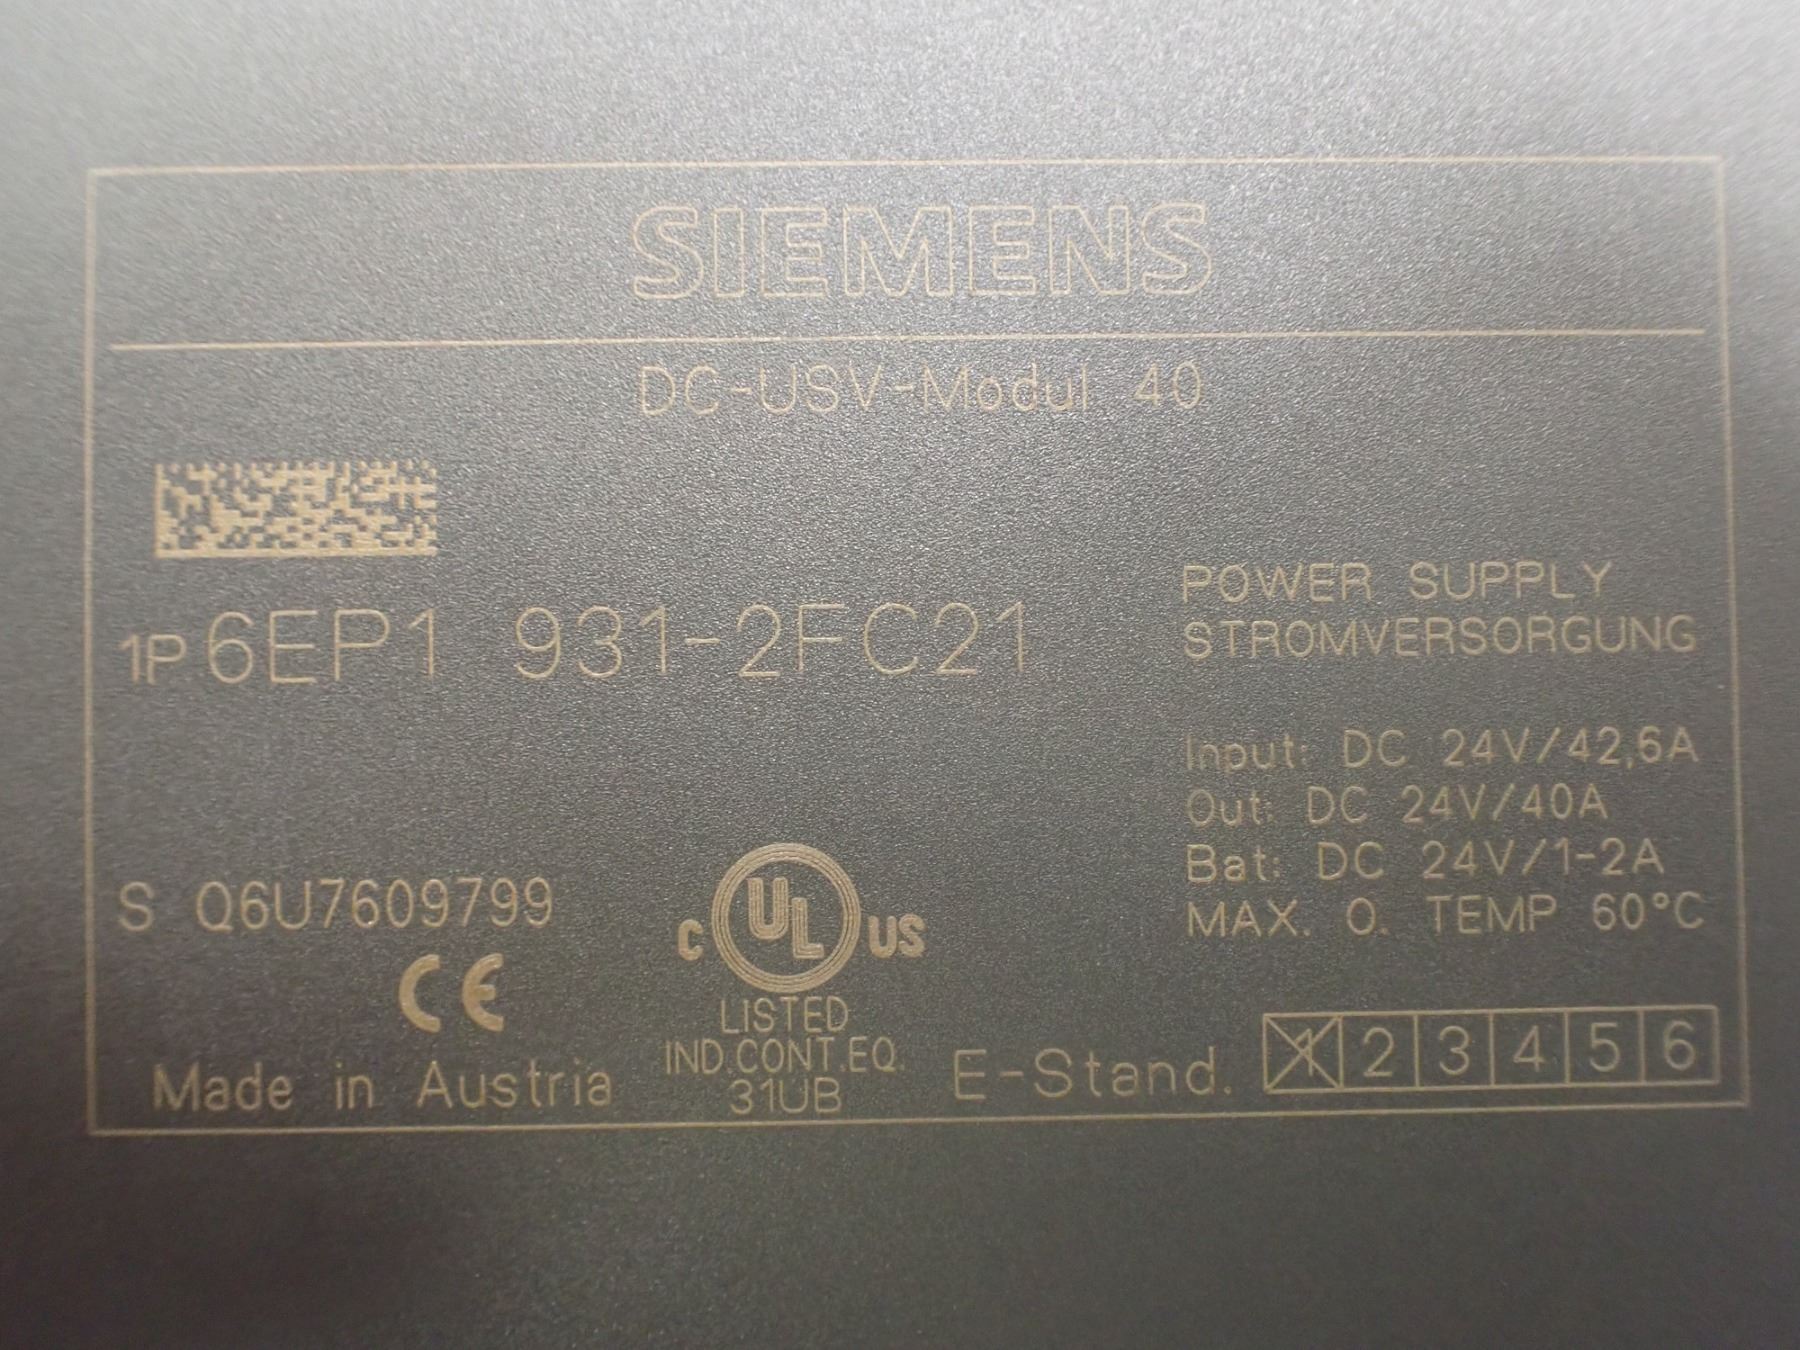 SIEMENS
DC-USV-Modul 40
1P 6EP1 931-2FC21
POWER SUPPLY
STROMVERSORGUNG
Input: DC 24V/42,6A
Out: DC 24V/40A
Bat: DC 24V/1-2A
MAX. O. TEMP 60°C
S Q6U7609799
CE
Made in Austria
C UL US
LISTED
IND.CONT.EQ.
31UB
E-Stand. 1 2 3 4 5 6